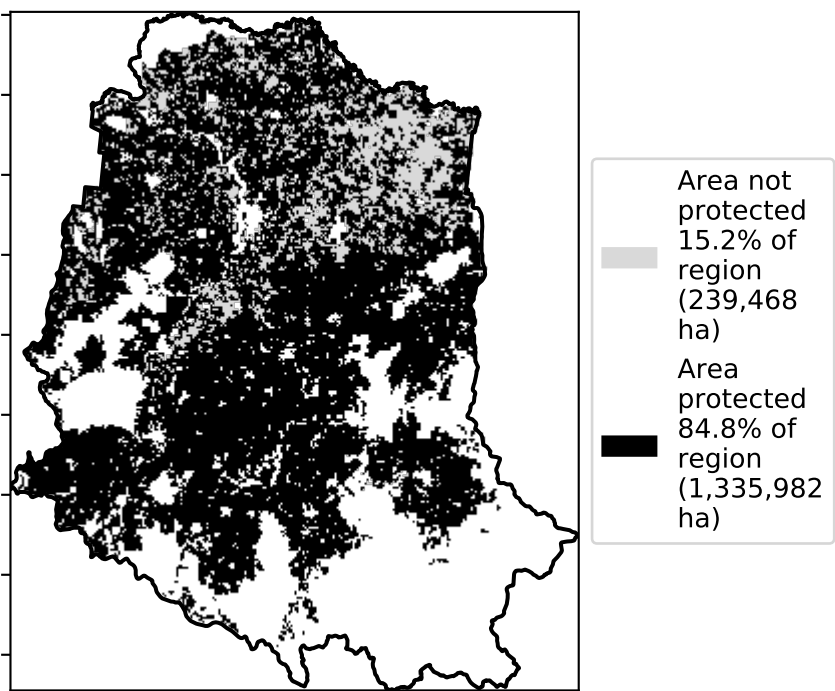 Area not
protected
15.2% of
region
(239,468
ha)
Area
protected
84.8% of
region
(1,335,982
ha)